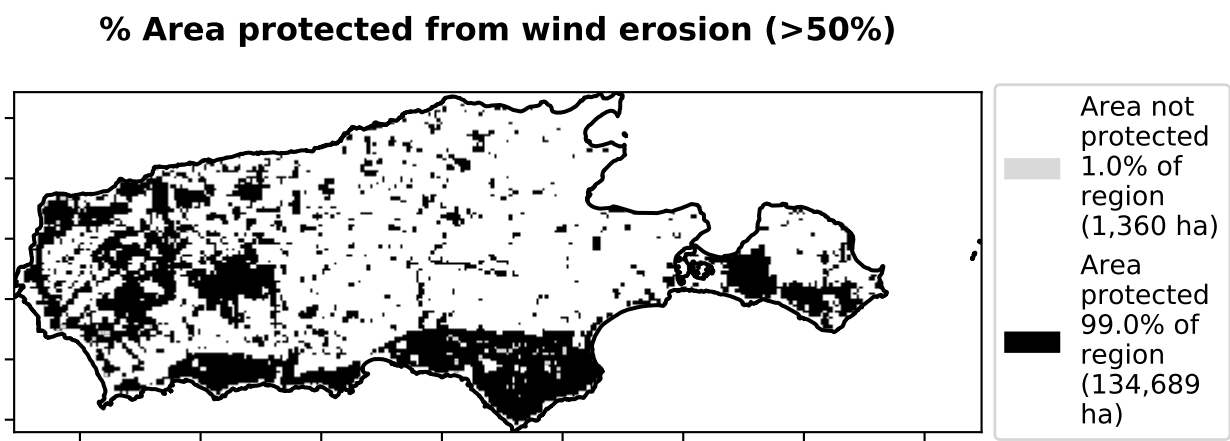 % Area protected from wind erosion (>50%)
Area not
protected
1.0% of
region
(1,360 ha)
Area
protected
99.0% of
region
(134,689
ha)